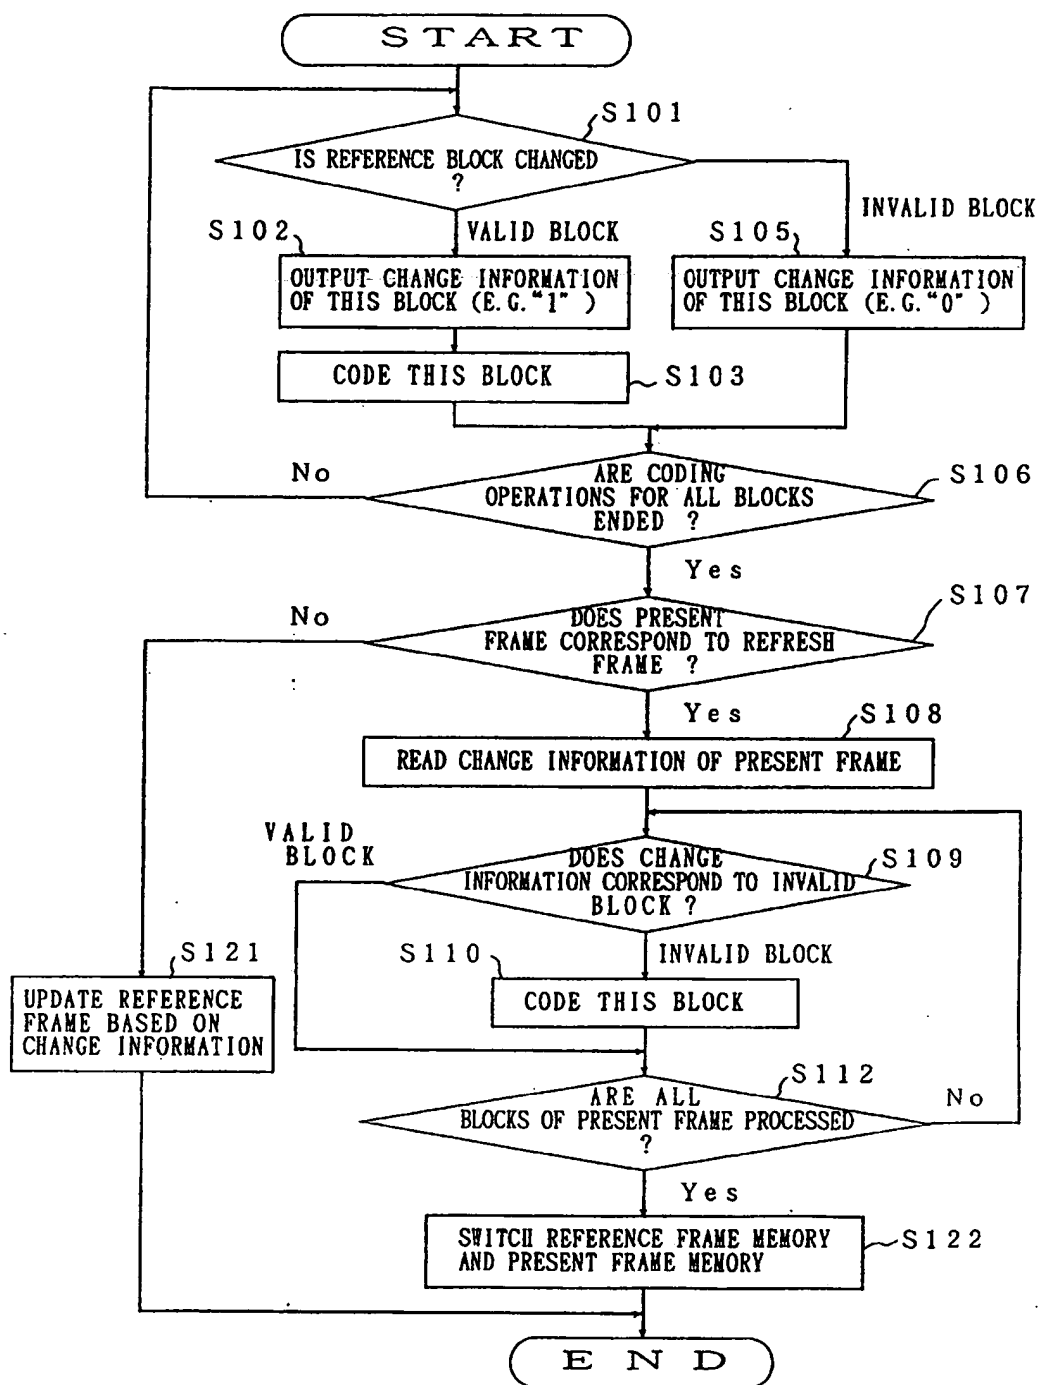 START
S101
IS REFERENCE BLOCK CHANGED
?
INVALID BLOCK
S102
VALID BLOCK
S105
OUTPUT CHANGE INFORMATION
OF THIS BLOCK (E.G. "1" )
OUTPUT CHANGE INFORMATION
OF THIS BLOCK (E.G. "0" )
CODE THIS BLOCK
S103
No
ARE CODING
OPERATIONS FOR ALL BLOCKS
ENDED ?
S106
Yes
No
DOES PRESENT
FRAME CORRESPOND TO REFRESH
FRAME ?
S107
Yes
S108
READ CHANGE INFORMATION OF PRESENT FRAME
VALID
BLOCK
DOES CHANGE
INFORMATION CORRESPOND TO INVALID
BLOCK ?
S109
S121
S110
INVALID BLOCK
UPDATE REFERENCE
FRAME BASED ON
CHANGE INFORMATION
CODE THIS BLOCK
S112
ARE ALL
BLOCKS OF PRESENT FRAME PROCESSED
?
No
Yes
SWITCH REFERENCE FRAME MEMORY
AND PRESENT FRAME MEMORY
S122
END